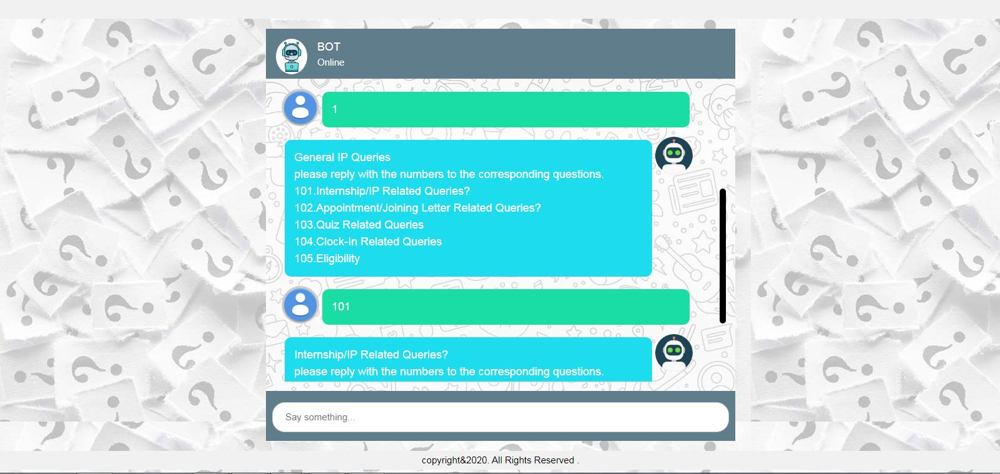 BOT
Online
1
General IP Queries
please reply with the numbers to the corresponding questions.
101.Internship/IP Related Queries?
102.Appointment/Joining Letter Related Queries?
103.Quiz Related Queries
104.Clock-In Related Queries
105.Eligibility
101
Internship/IP Related Queries?
please reply with the numbers to the corresponding questions.
Say something...
copyright&2020. All Rights Reserved .